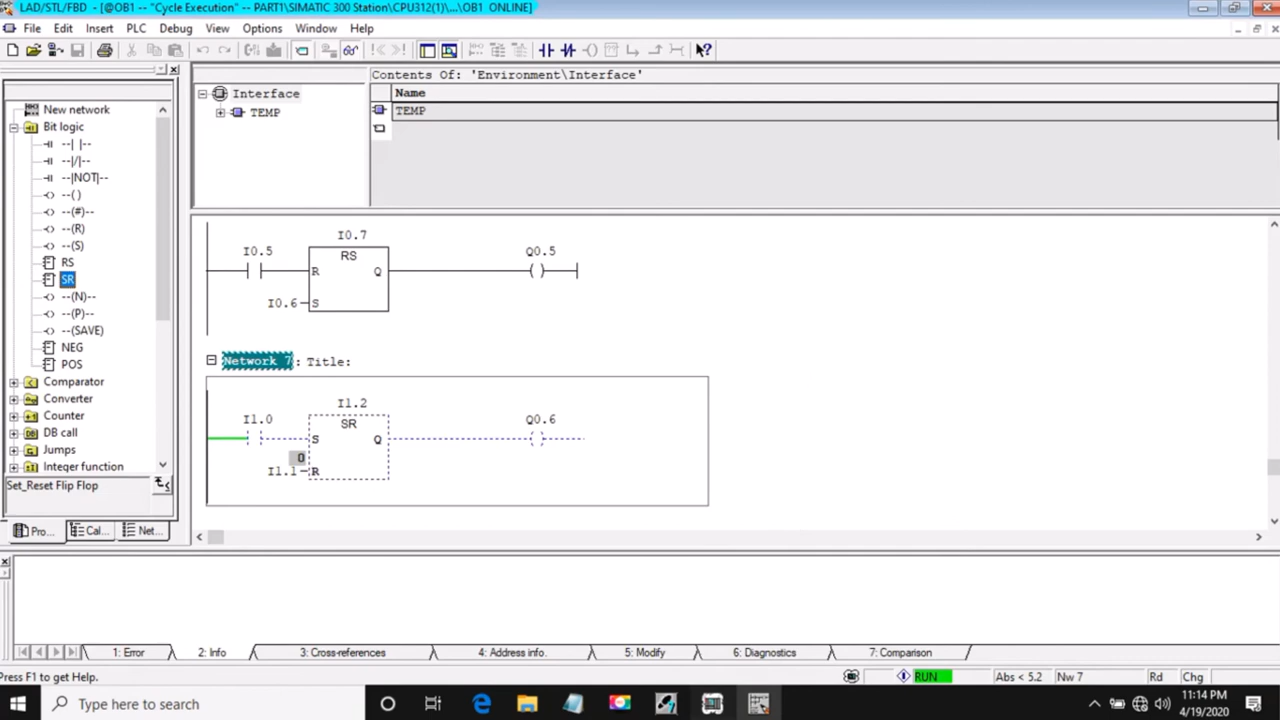 LAD/STL/FBD - [@OB1 -- "Cycle Execution" -- PART1\SIMATIC 300 Station\CPU312(1)\...\OB1 ONLINE]
File Edit Insert PLC Debug View Options Window Help
New network
Bit logic
--| |--
--|/|--
--|NOT|--
--( )
--(#)--
--(R)
--(S)
RS
SR
--(N)--
--(P)--
--(SAVE)
NEG
POS
Comparator
Converter
Counter
DB call
Jumps
Integer function
Set_Reset Flip Flop
Pro... Cal... Net...
Interface
TEMP
Contents Of: 'Environment\Interface'
Name
TEMP
I0.7
I0.5 RS Q0.5
R Q
I0.6 S
Network 7 : Title:
I1.2
I1.0 SR Q0.6
S Q
0
I1.1 R
1: Error 2: Info 3: Cross-references 4: Address info. 5: Modify 6: Diagnostics 7: Comparison
Press F1 to get Help. RUN Abs < 5.2 Nw 7 Rd Chg
Type here to search
11:14 PM
4/19/2020